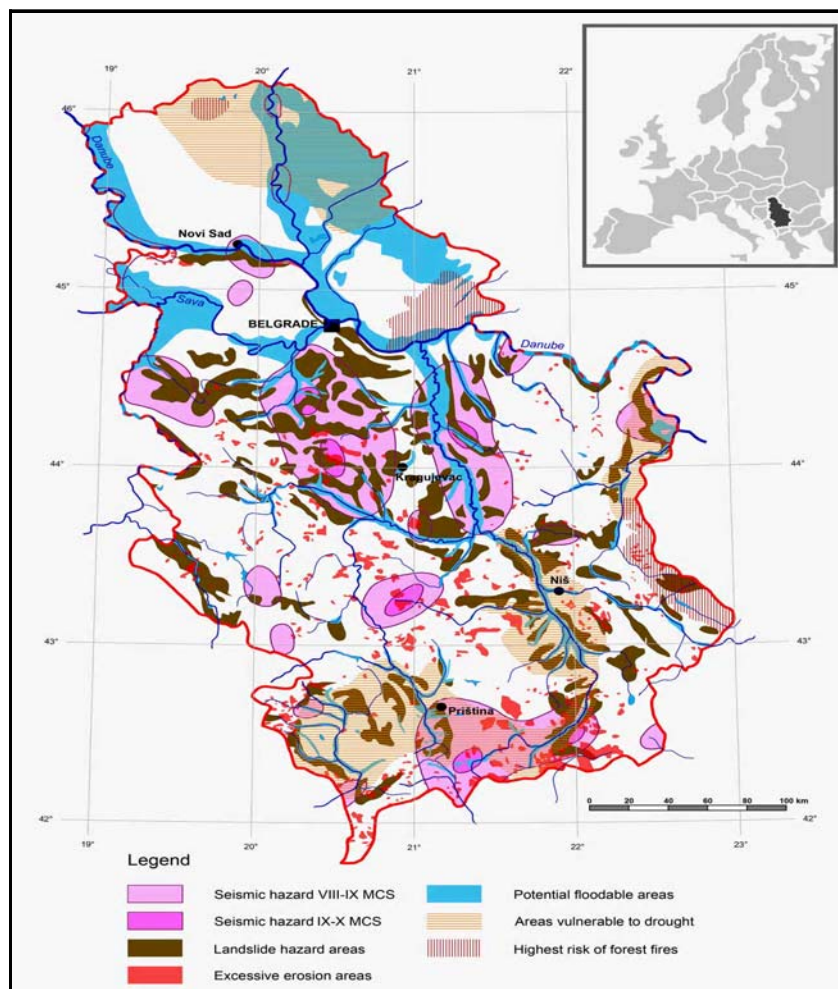 19° 20° 21° 22°
46°
Danube
Novi Sad
45° 45°
Sava
BELGRADE
Danube
44° 44°
Kragujevac
Niš
43° 43°
Priština
0 20 40 60 80 100 km
42° 42°
19° 20° 21° 22° 23°
Legend
Seismic hazard VIII-IX MCS
Seismic hazard IX-X MCS
Landslide hazard areas
Excessive erosion areas
Potential floodable areas
Areas vulnerable to drought
Highest risk of forest fires